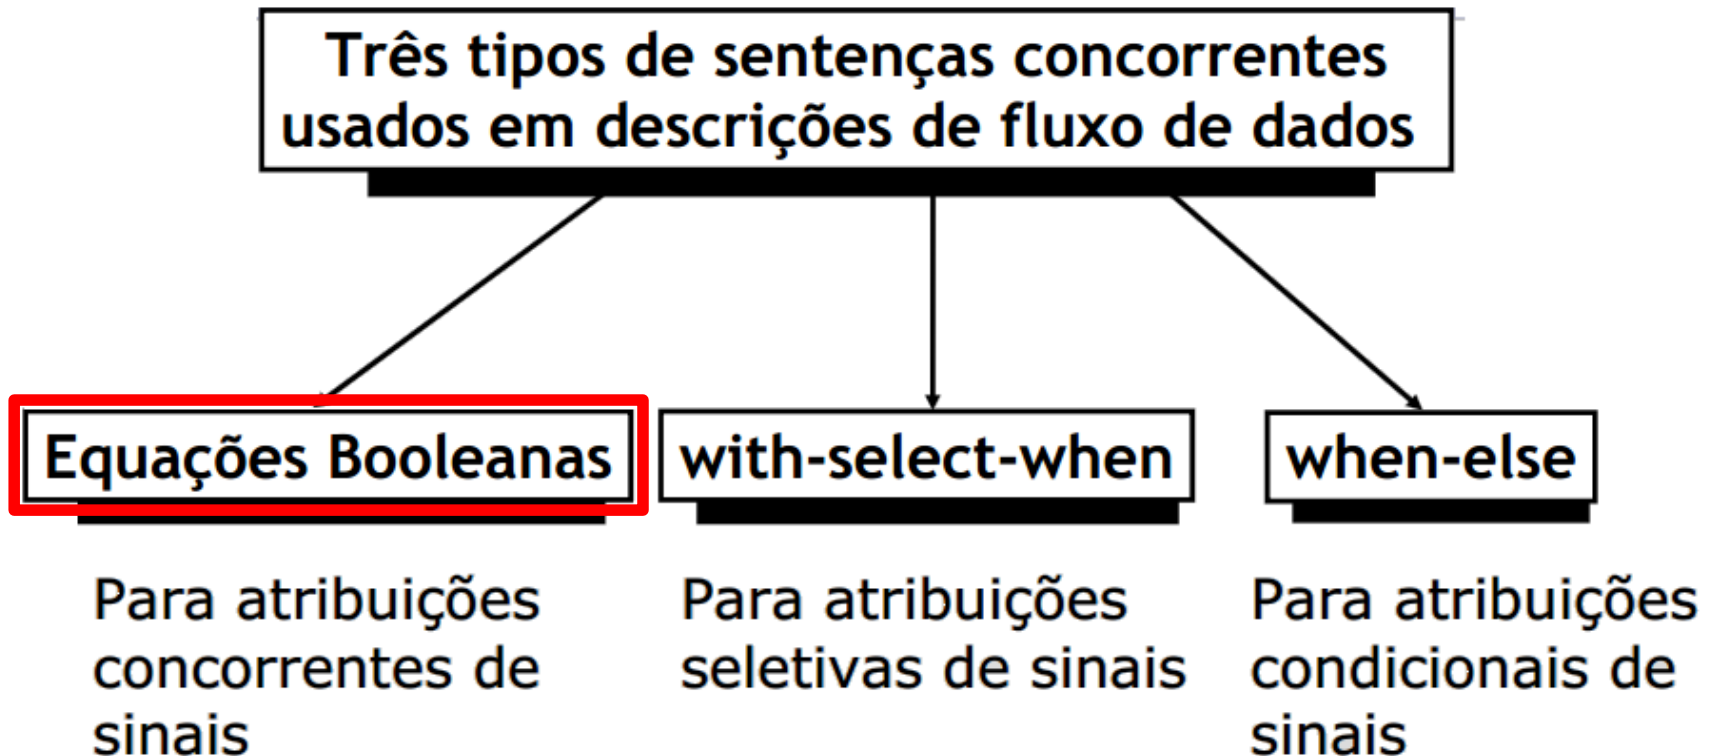 Três tipos de sentenças concorrentes
usados em descrições de fluxo de dados
Equações Booleanas
with-select-when
when-else
Para atribuições
concorrentes de
sinais
Para atribuições
seletivas de sinais
Para atribuições
condicionais de
sinais